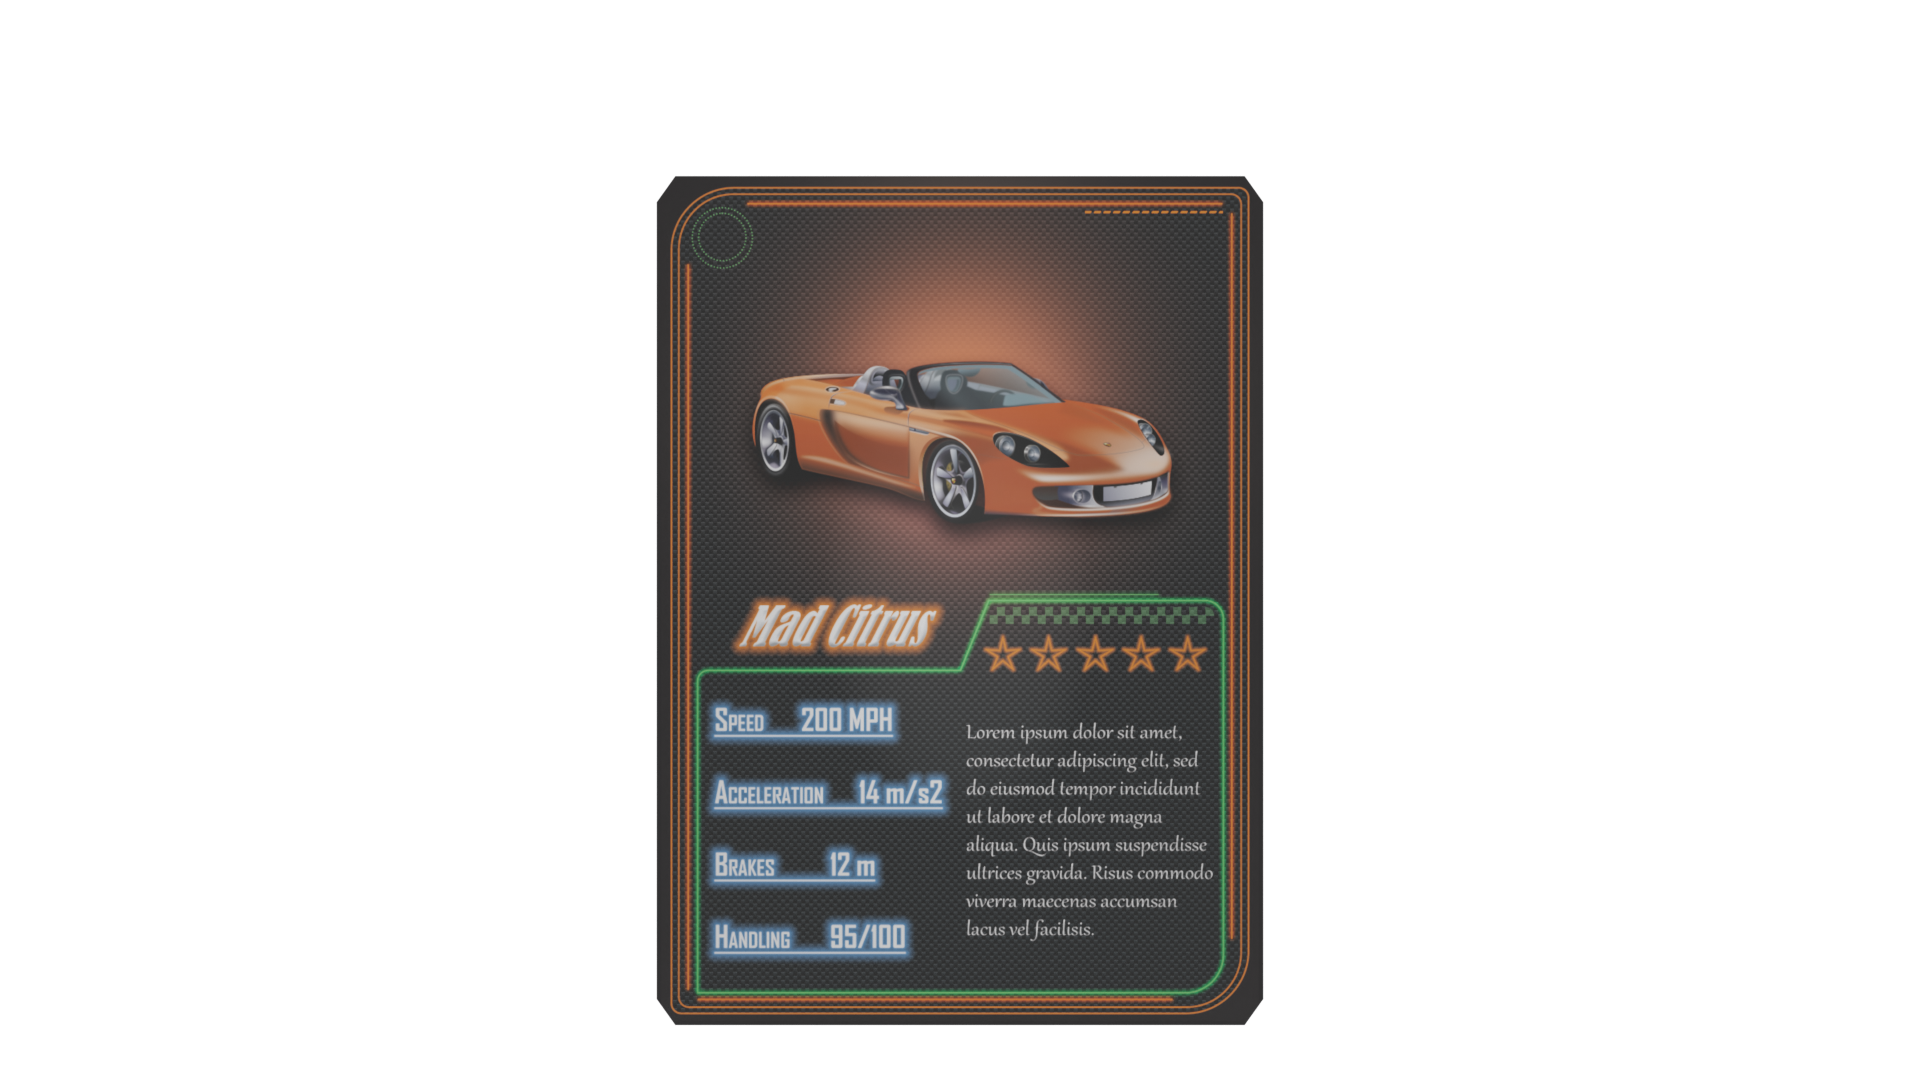 Mad Citrus
Speed 200 MPH
Acceleration 14 m/s2
Brakes 12 m
Handling 95/100
Lorem ipsum dolor sit amet,
consectetur adipiscing elit, sed
do eiusmod tempor incididunt
ut labore et dolore magna
aliqua. Quis ipsum suspendisse
ultrices gravida. Risus commodo
viverra maecenas accumsan
lacus vel facilisis.